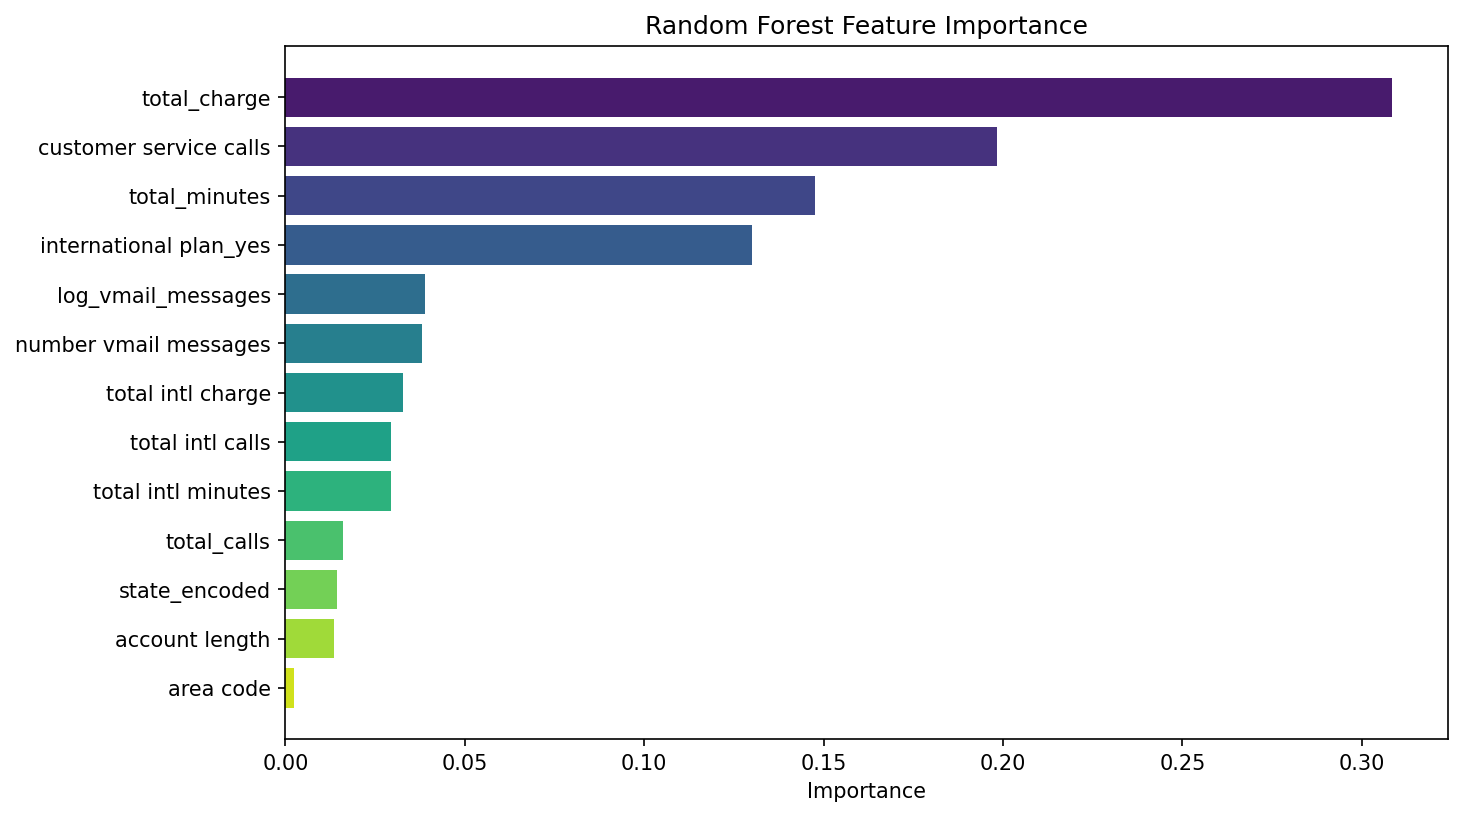 Random Forest Feature Importance
total_charge
customer service calls
total_minutes
international plan_yes
log_vmail_messages
number vmail messages
total intl charge
total intl calls
total intl minutes
total_calls
state_encoded
account length
area code
0.00 0.05 0.10 0.15 0.20 0.25 0.30
Importance